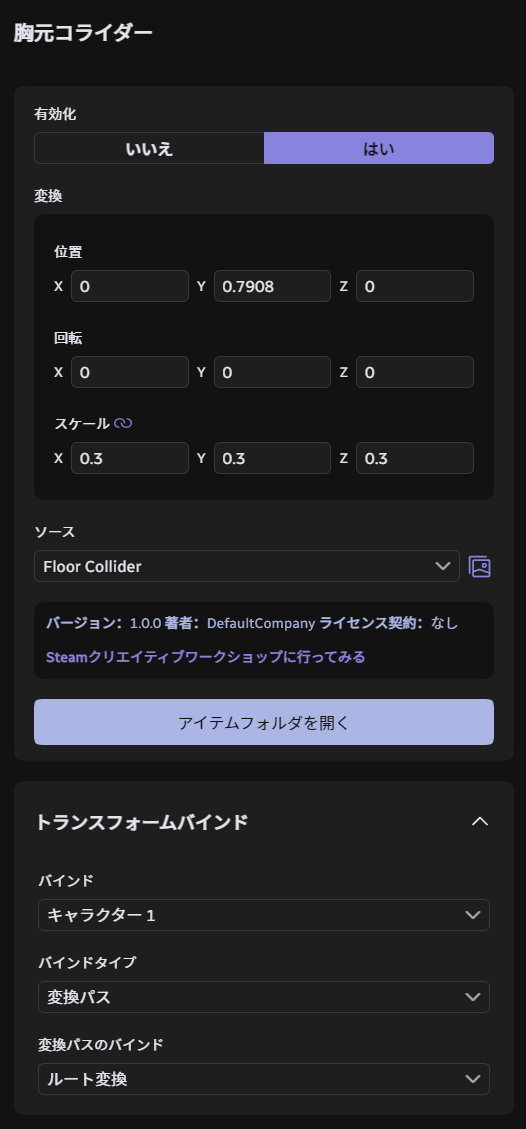 胸元コライダー
有効化
いいえ はい
変換
位置
X 0 Y 0.7908 Z 0
回転
X 0 Y 0 Z 0
スケール
X 0.3 Y 0.3 Z 0.3
ソース
Floor Collider
バージョン：1.0.0 著者：DefaultCompany ライセンス契約：なし
Steamクリエイティブワークショップに行ってみる
アイテムフォルダを開く
トランスフォームバインド
バインド
キャラクター 1
バインドタイプ
変換パス
変換パスのバインド
ルート変換